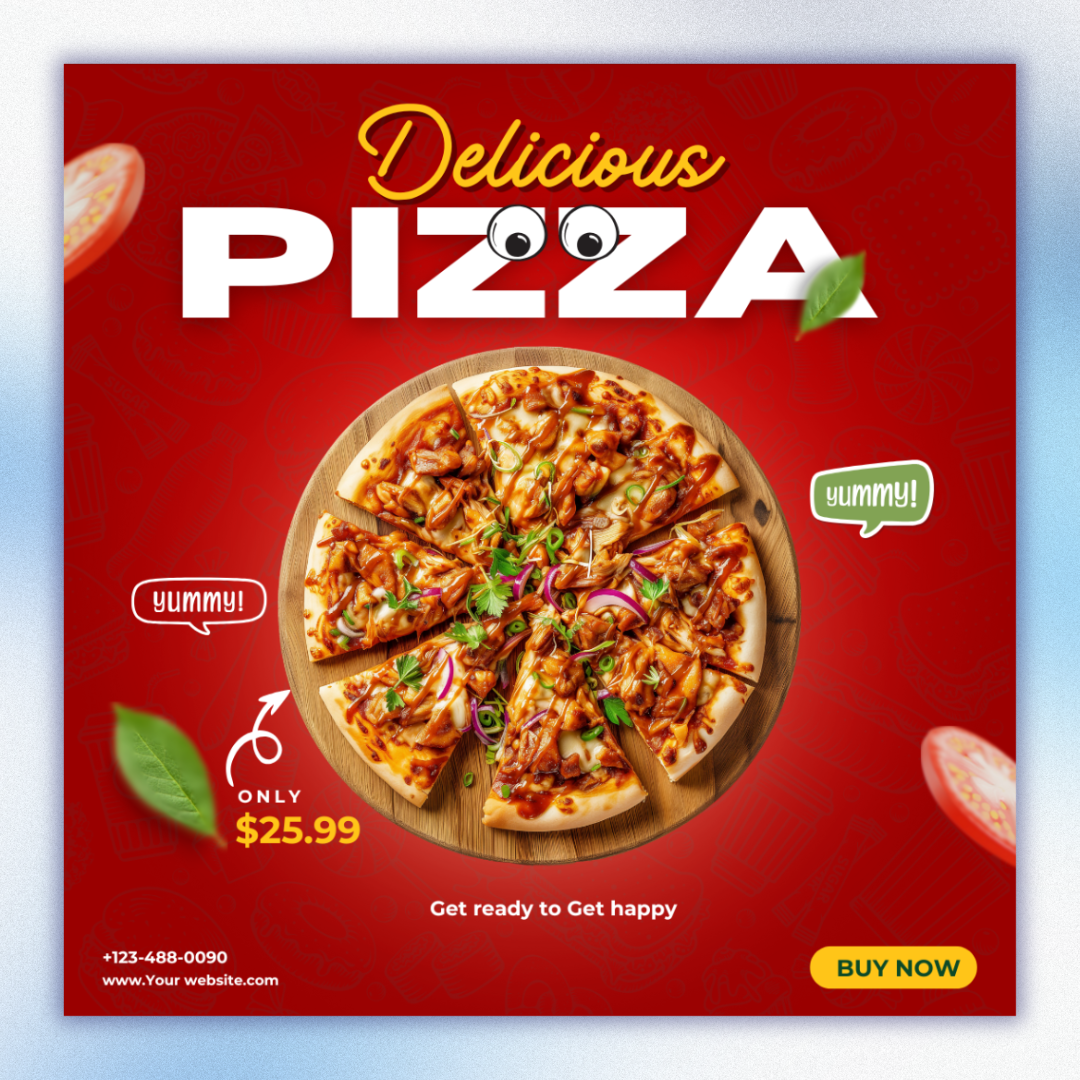 Delicious
PIZZA
yummy!
yummy!
ONLY
$25.99
Get ready to Get happy
+123-488-0090
www.Your website.com
BUY NOW